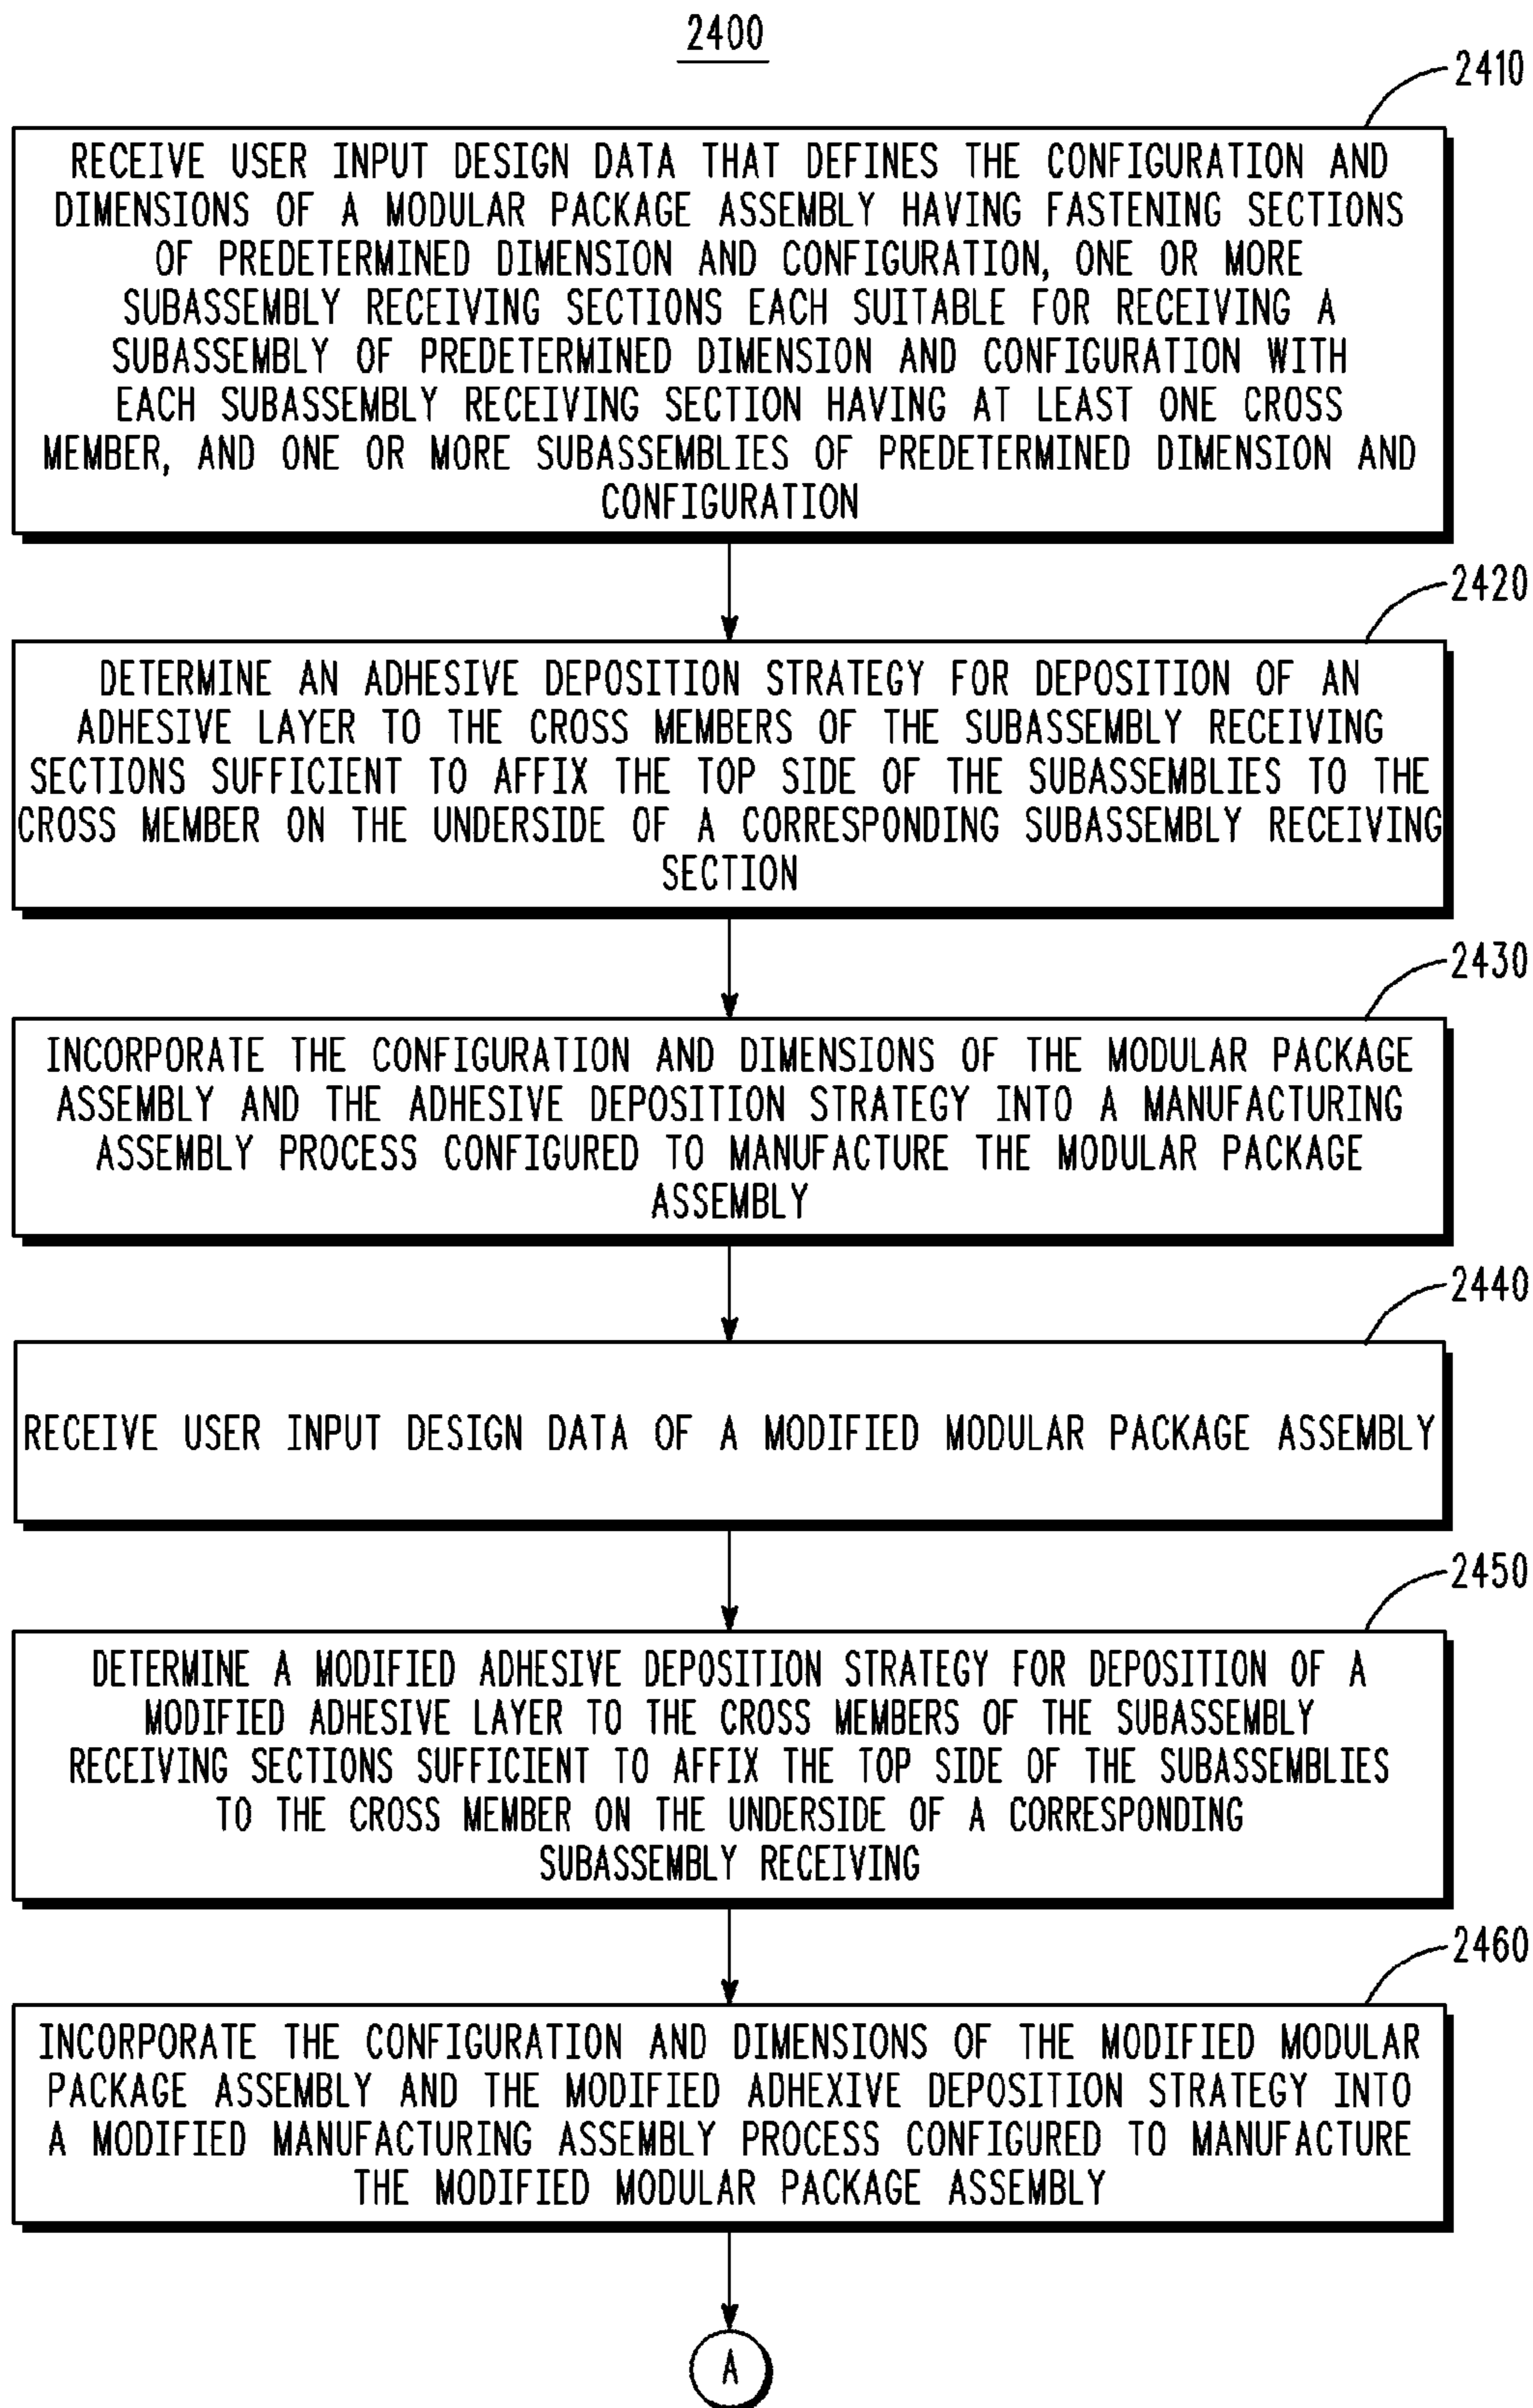 2400
2410
RECEIVE USER INPUT DESIGN DATA THAT DEFINES THE CONFIGURATION AND
DIMENSIONS OF A MODULAR PACKAGE ASSEMBLY HAVING FASTENING SECTIONS
OF PREDETERMINED DIMENSION AND CONFIGURATION, ONE OR MORE
SUBASSEMBLY RECEIVING SECTIONS EACH SUITABLE FOR RECEIVING A
SUBASSEMBLY OF PREDETERMINED DIMENSION AND CONFIGURATION WITH
EACH SUBASSEMBLY RECEIVING SECTION HAVING AT LEAST ONE CROSS
MEMBER, AND ONE OR MORE SUBASSEMBLIES OF PREDETERMINED DIMENSION AND
CONFIGURATION
2420
DETERMINE AN ADHESIVE DEPOSITION STRATEGY FOR DEPOSITION OF AN
ADHESIVE LAYER TO THE CROSS MEMBERS OF THE SUBASSEMBLY RECEIVING
SECTIONS SUFFICIENT TO AFFIX THE TOP SIDE OF THE SUBASSEMBLIES TO THE
CROSS MEMBER ON THE UNDERSIDE OF A CORRESPONDING SUBASSEMBLY RECEIVING
SECTION
2430
INCORPORATE THE CONFIGURATION AND DIMENSIONS OF THE MODULAR PACKAGE
ASSEMBLY AND THE ADHESIVE DEPOSITION STRATEGY INTO A MANUFACTURING
ASSEMBLY PROCESS CONFIGURED TO MANUFACTURE THE MODULAR PACKAGE
ASSEMBLY
2440
RECEIVE USER INPUT DESIGN DATA OF A MODIFIED MODULAR PACKAGE ASSEMBLY
2450
DETERMINE A MODIFIED ADHESIVE DEPOSITION STRATEGY FOR DEPOSITION OF A
MODIFIED ADHESIVE LAYER TO THE CROSS MEMBERS OF THE SUBASSEMBLY
RECEIVING SECTIONS SUFFICIENT TO AFFIX THE TOP SIDE OF THE SUBASSEMBLIES
TO THE CROSS MEMBER ON THE UNDERSIDE OF A CORRESPONDING
SUBASSEMBLY RECEIVING
2460
INCORPORATE THE CONFIGURATION AND DIMENSIONS OF THE MODIFIED MODULAR
PACKAGE ASSEMBLY AND THE MODIFIED ADHEXIVE DEPOSITION STRATEGY INTO
A MODIFIED MANUFACTURING ASSEMBLY PROCESS CONFIGURED TO MANUFACTURE
THE MODIFIED MODULAR PACKAGE ASSEMBLY
A